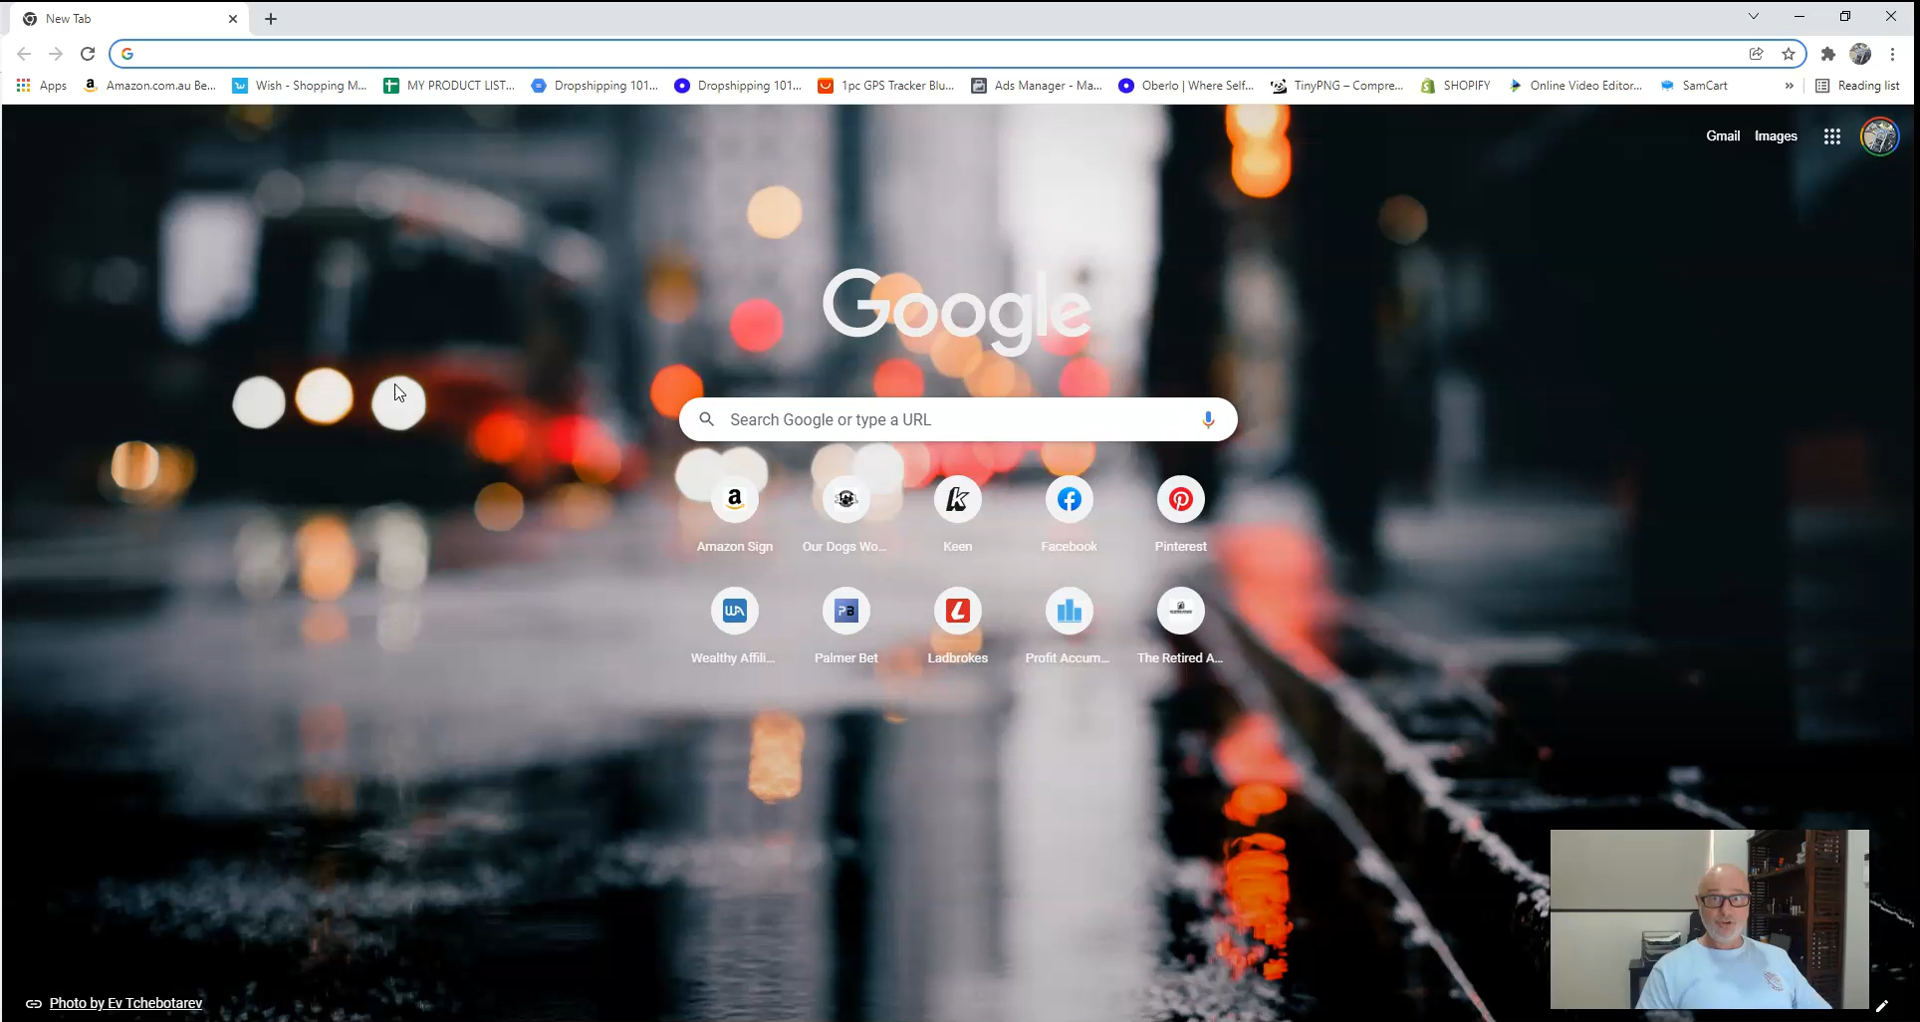 New Tab
Apps Amazon.com.au Be... Wish - Shopping M... MY PRODUCT LIST... Dropshipping 101... Dropshipping 101... 1pc GPS Tracker Blu... Ads Manager - Ma... Oberlo | Where Self... TinyPNG – Compre... SHOPIFY Online Video Editor... SamCart » Reading list
Gmail Images
Google
Search Google or type a URL
Amazon Sign Our Dogs Wo... Keen Facebook Pinterest
WA PB
Wealthy Affili... Palmer Bet Ladbrokes Profit Accum... The Retired A...
Photo by Ev Tchebotarev